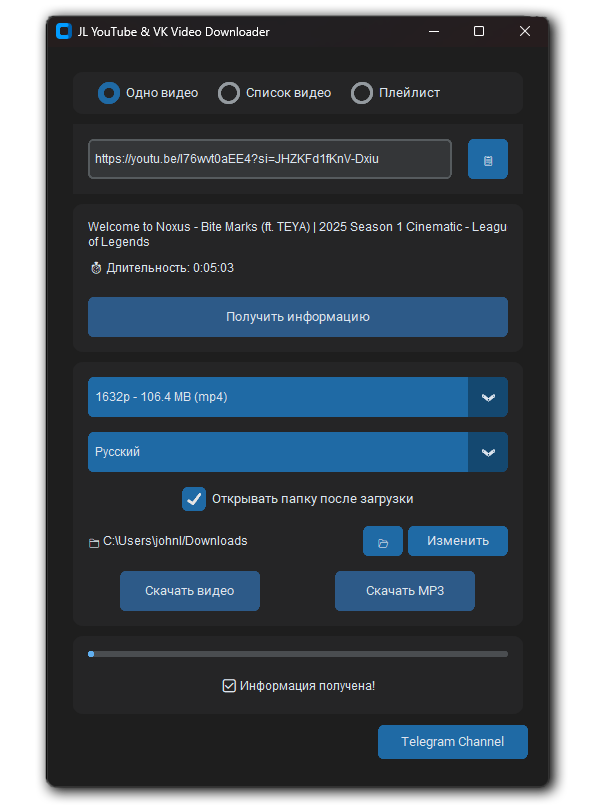 JL YouTube & VK Video Downloader
Одно видео Список видео Плейлист
https://youtu.be/I76wvt0aEE4?si=JHZKFd1fKnV-Dxiu
Welcome to Noxus - Bite Marks (ft. TEYA) | 2025 Season 1 Cinematic - Leagu
of Legends
Длительность: 0:05:03
Получить информацию
1632p - 106.4 MB (mp4)
Русский
Открывать папку после загрузки
C:\Users\johnl/Downloads Изменить
Скачать видео Скачать MP3
Информация получена!
Telegram Channel